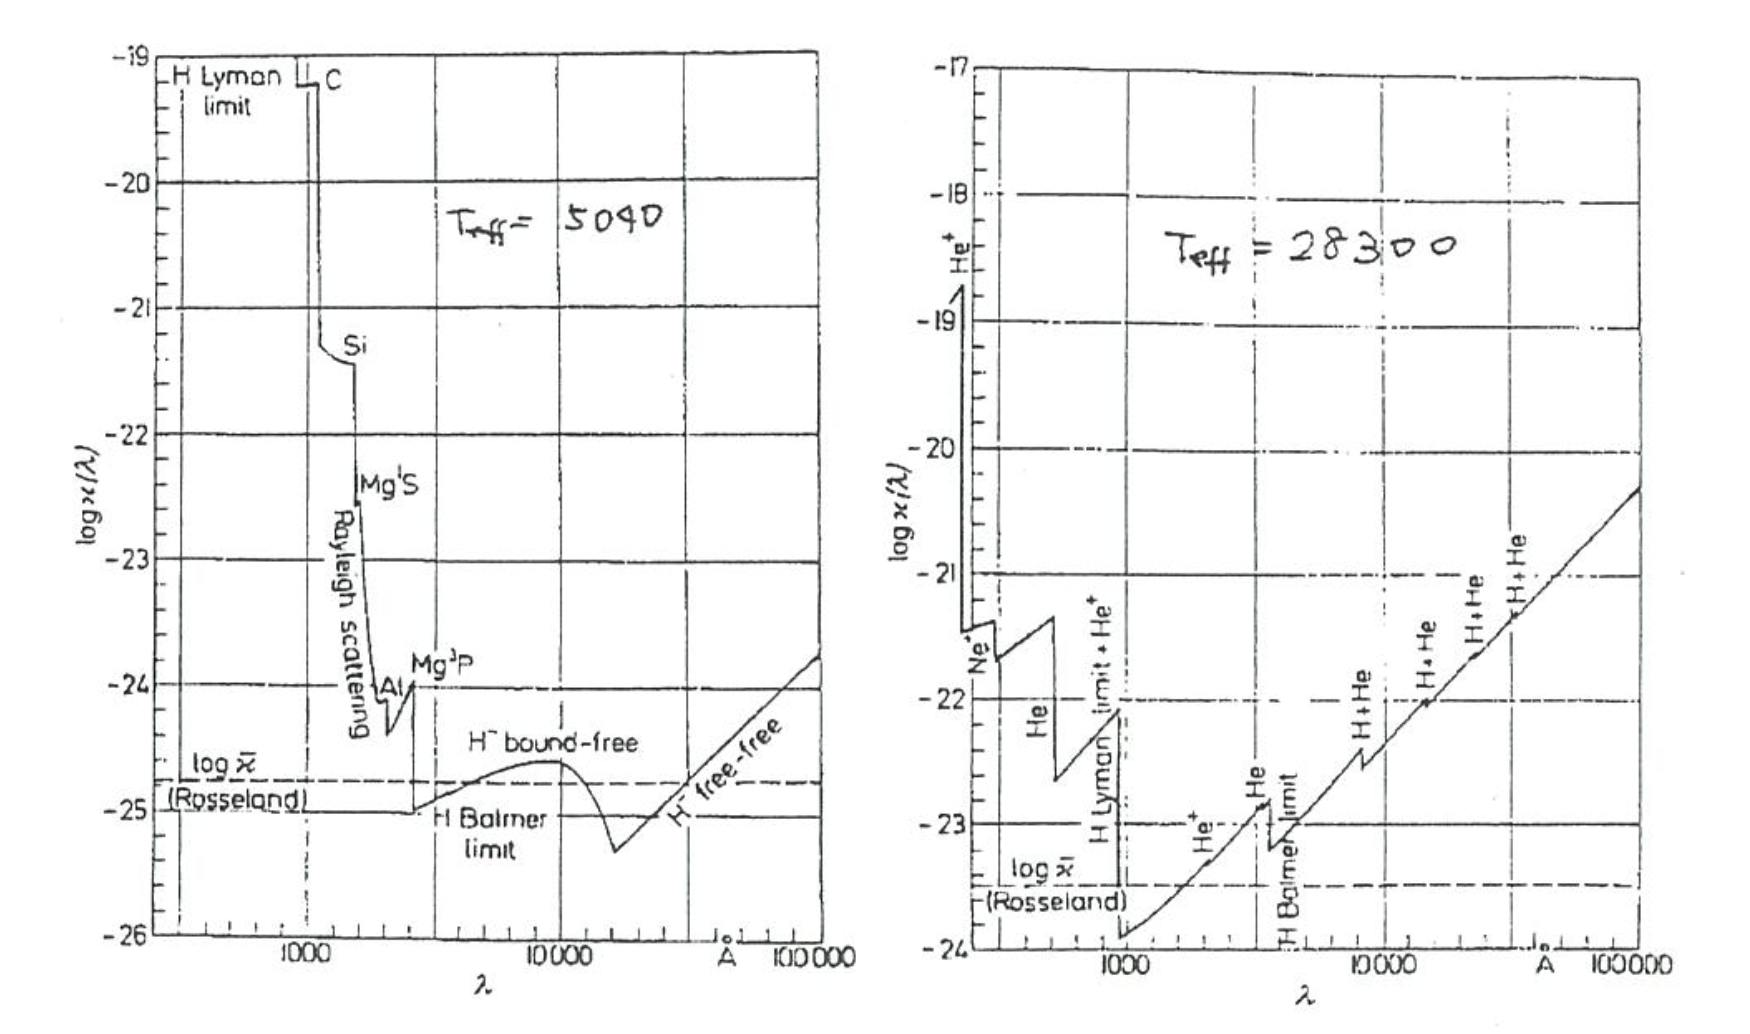 -19
H Lyman
limit
C
-20
Teff = 5040
-21
Si
-22
log ϰ(λ)
Mg¹S
Rayleigh scattering
-23
-24
Al
Mg³P
H⁻ bound-free
log ϰ̄
(Rosseland)
-25
H Balmer
limit
H⁻ free-free
-26
1000
10000
Å
100000
λ
-17
-18
He⁺
Teff = 28300
-19
-20
log ϰ(λ)
-21
Ne⁺
-22
He
H Lyman limit + He⁺
He⁺
He
H Balmer limit
H+He
H+He
H+He
H+He
-23
log ϰ̄
(Rosseland)
-24
1000
10000
Å
100000
λ